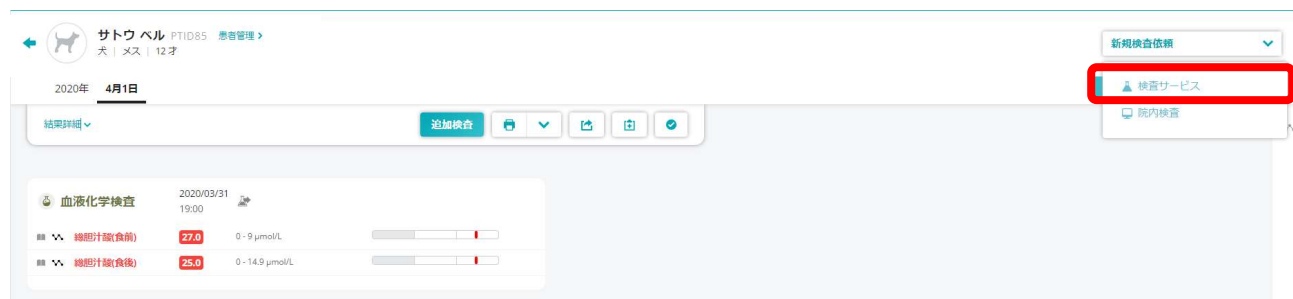 サトウ ベル PTID85 患者管理 >
犬 | メス | 12才
新規検査依頼
検査サービス
院内検査
2020年 4月1日
結果詳細
追加検査
血液化学検査 2020/03/31 19:00
総胆汁酸(食前) 27.0 0 - 9 µmol/L
総胆汁酸(食後) 25.0 0 - 14.9 µmol/L